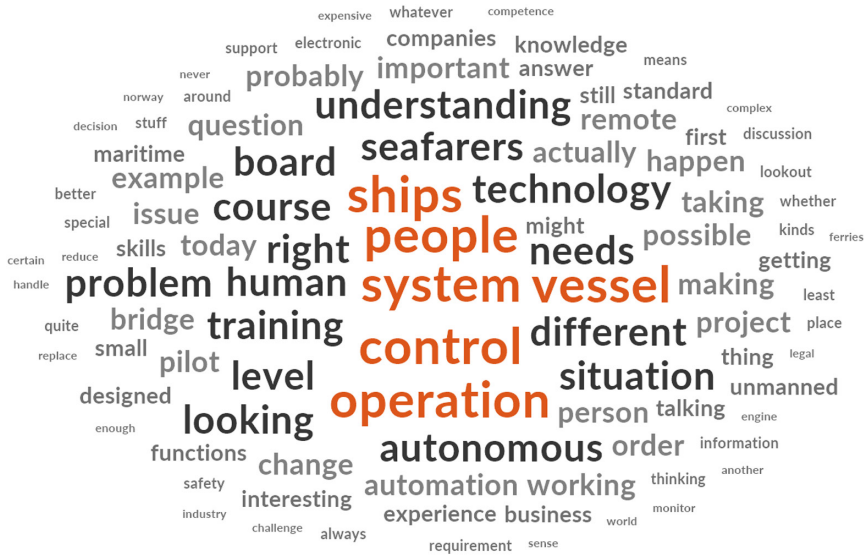 expensive whatever competence
support electronic companies knowledge
never probably important answer means
norway around understanding still standard
decision stuff question remote complex
maritime board seafarers actually first discussion
example happen lookout
better course ships technology taking whether
special issue people might possible kinds ferries
certain reduce skills today right needs getting
handle problem human system vessel making least
quite bridge training different project place
replace small pilot control thing legal
designed level situation unmanned
enough looking operation person talking engine
functions autonomous order information
safety change automation working thinking another
industry interesting experience business world monitor
challenge always requirement sense